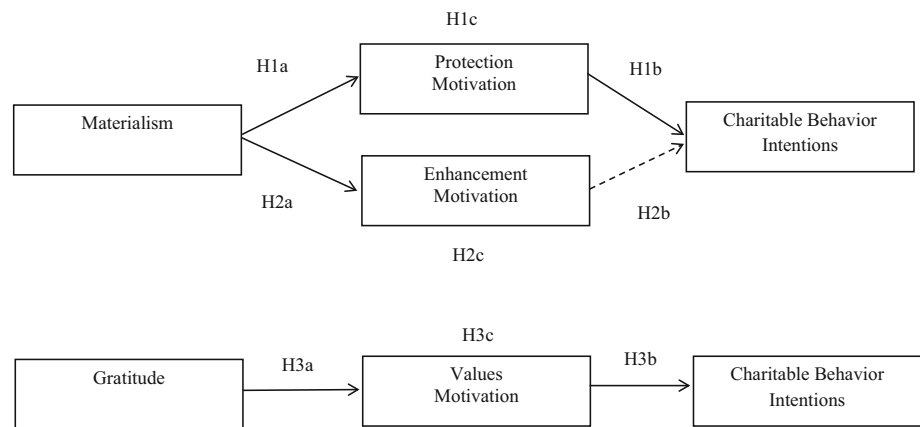 H1c
H1a
Protection
Motivation
H1b
Materialism
Charitable Behavior
Intentions
Enhancement
Motivation
H2a
H2b
H2c
H3c
H3a
Values
Motivation
H3b
Gratitude
Charitable Behavior
Intentions